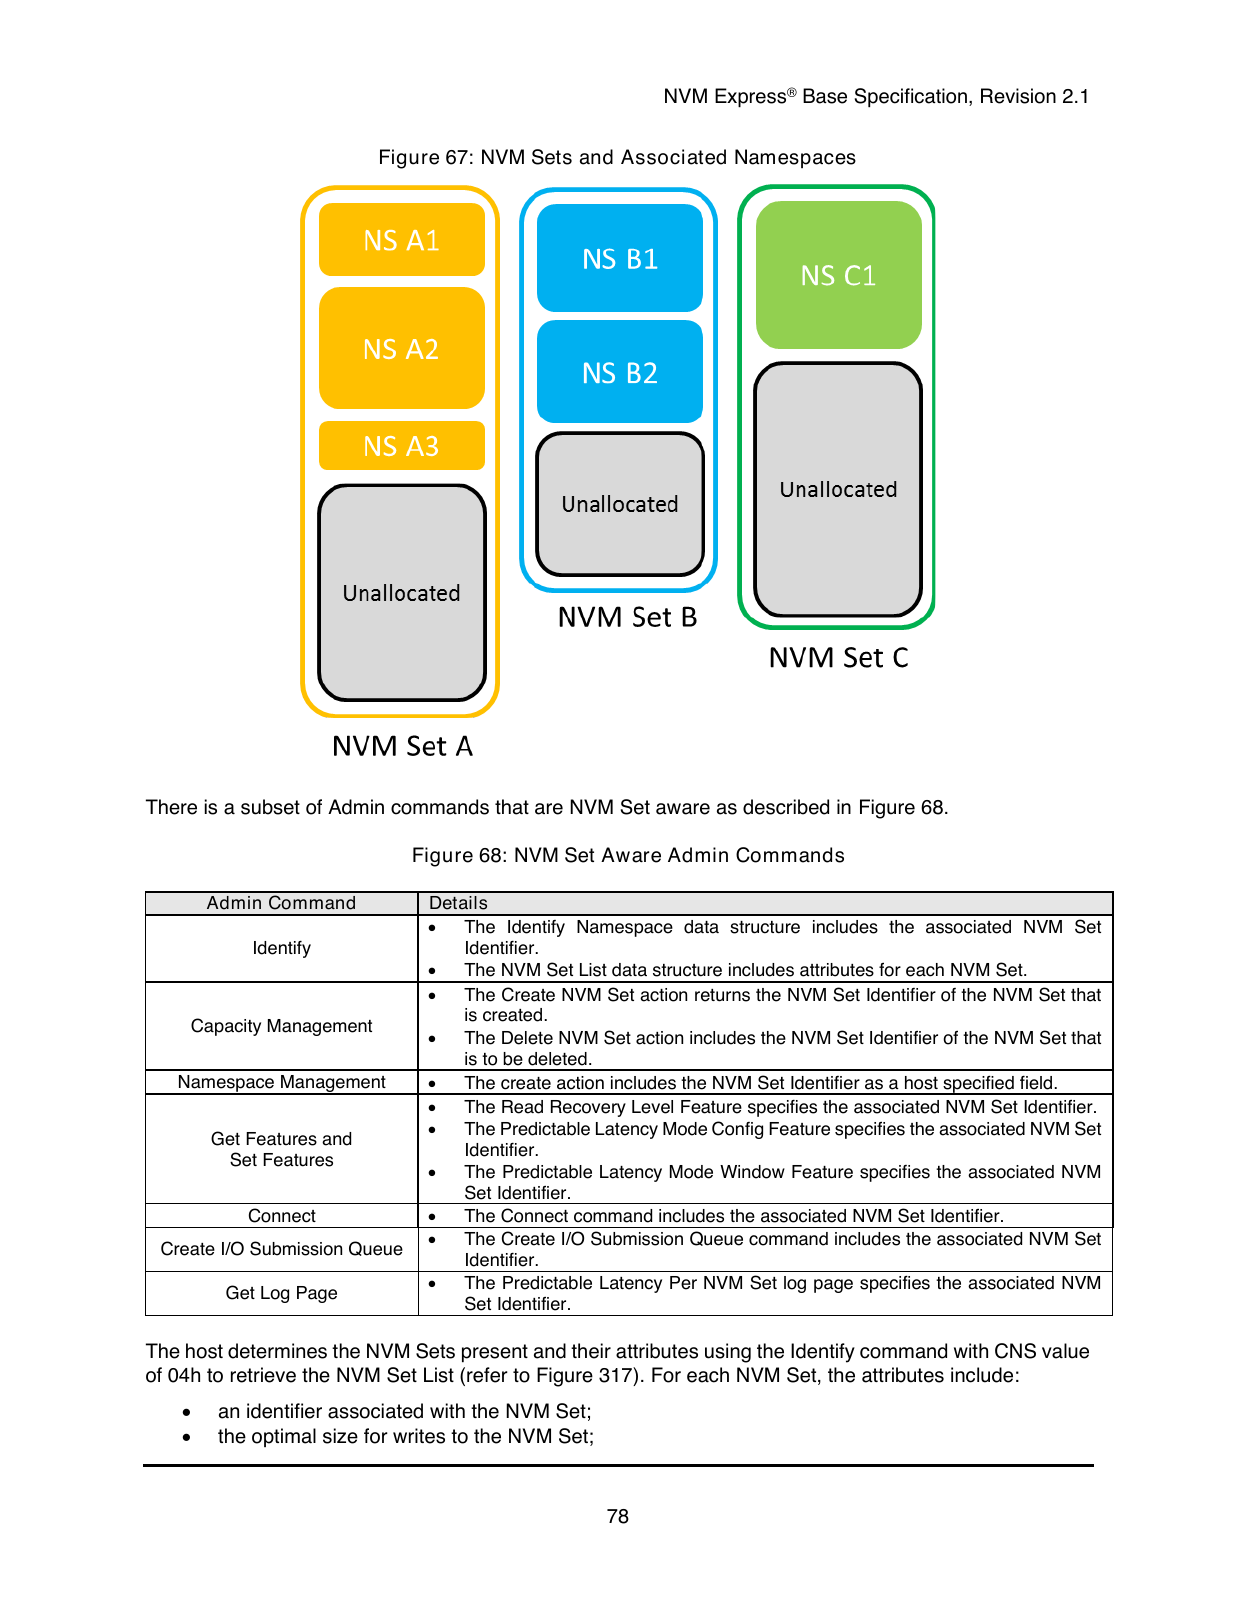 NVM Express® Base Specification, Revision 2.1
Figure 67: NVM Sets and Associated Namespaces
NS A1
NS A2
NS A3
Unallocated
NVM Set A
NS B1
NS B2
Unallocated
NVM Set B
NS C1
Unallocated
NVM Set C
There is a subset of Admin commands that are NVM Set aware as described in Figure 68.
Figure 68: NVM Set Aware Admin Commands
Admin Command
Details
Identify
• The Identify Namespace data structure includes the associated NVM Set
Identifier.
• The NVM Set List data structure includes attributes for each NVM Set.
Capacity Management
• The Create NVM Set action returns the NVM Set Identifier of the NVM Set that
is created.
• The Delete NVM Set action includes the NVM Set Identifier of the NVM Set that
is to be deleted.
Namespace Management
• The create action includes the NVM Set Identifier as a host specified field.
Get Features and
Set Features
• The Read Recovery Level Feature specifies the associated NVM Set Identifier.
• The Predictable Latency Mode Config Feature specifies the associated NVM Set
Identifier.
• The Predictable Latency Mode Window Feature specifies the associated NVM
Set Identifier.
Connect
• The Connect command includes the associated NVM Set Identifier.
Create I/O Submission Queue
• The Create I/O Submission Queue command includes the associated NVM Set
Identifier.
Get Log Page
• The Predictable Latency Per NVM Set log page specifies the associated NVM
Set Identifier.
The host determines the NVM Sets present and their attributes using the Identify command with CNS value
of 04h to retrieve the NVM Set List (refer to Figure 317). For each NVM Set, the attributes include:
• an identifier associated with the NVM Set;
• the optimal size for writes to the NVM Set;
78